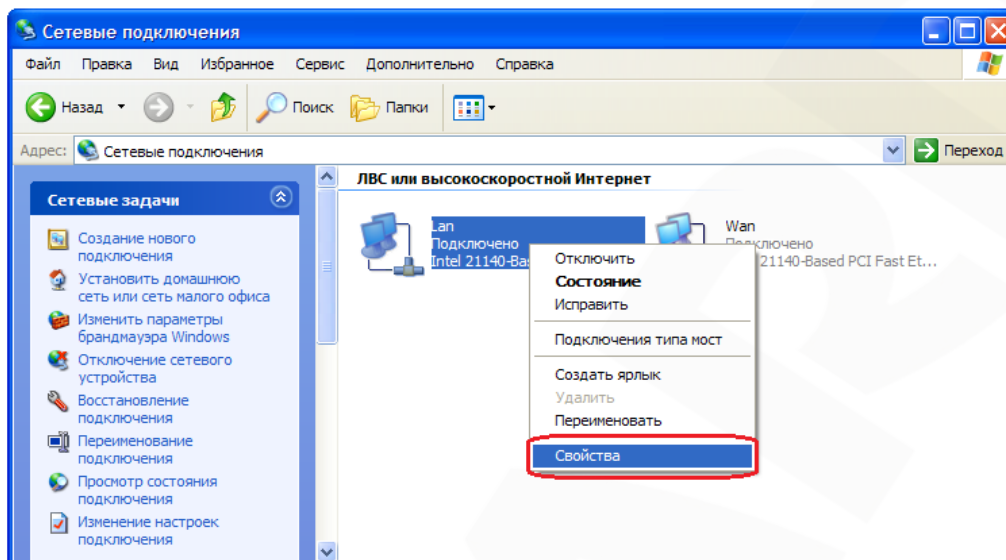 Сетевые подключения
Файл Правка Вид Избранное Сервис Дополнительно Справка
Назад Поиск Папки
Адрес: Сетевые подключения Переход
Сетевые задачи
Создание нового
подключения
Установить домашнюю
сеть или сеть малого офиса
Изменить параметры
брандмауэра Windows
Отключение сетевого
устройства
Восстановление
подключения
Переименование
подключения
Просмотр состояния
подключения
Изменение настроек
подключения
ЛВС или высокоскоростной Интернет
Lan
Подключено
Intel 21140-Bas
Wan
Подключено
21140-Based PCI Fast Et...
Отключить
Состояние
Исправить
Подключения типа мост
Создать ярлык
Удалить
Переименовать
Свойства